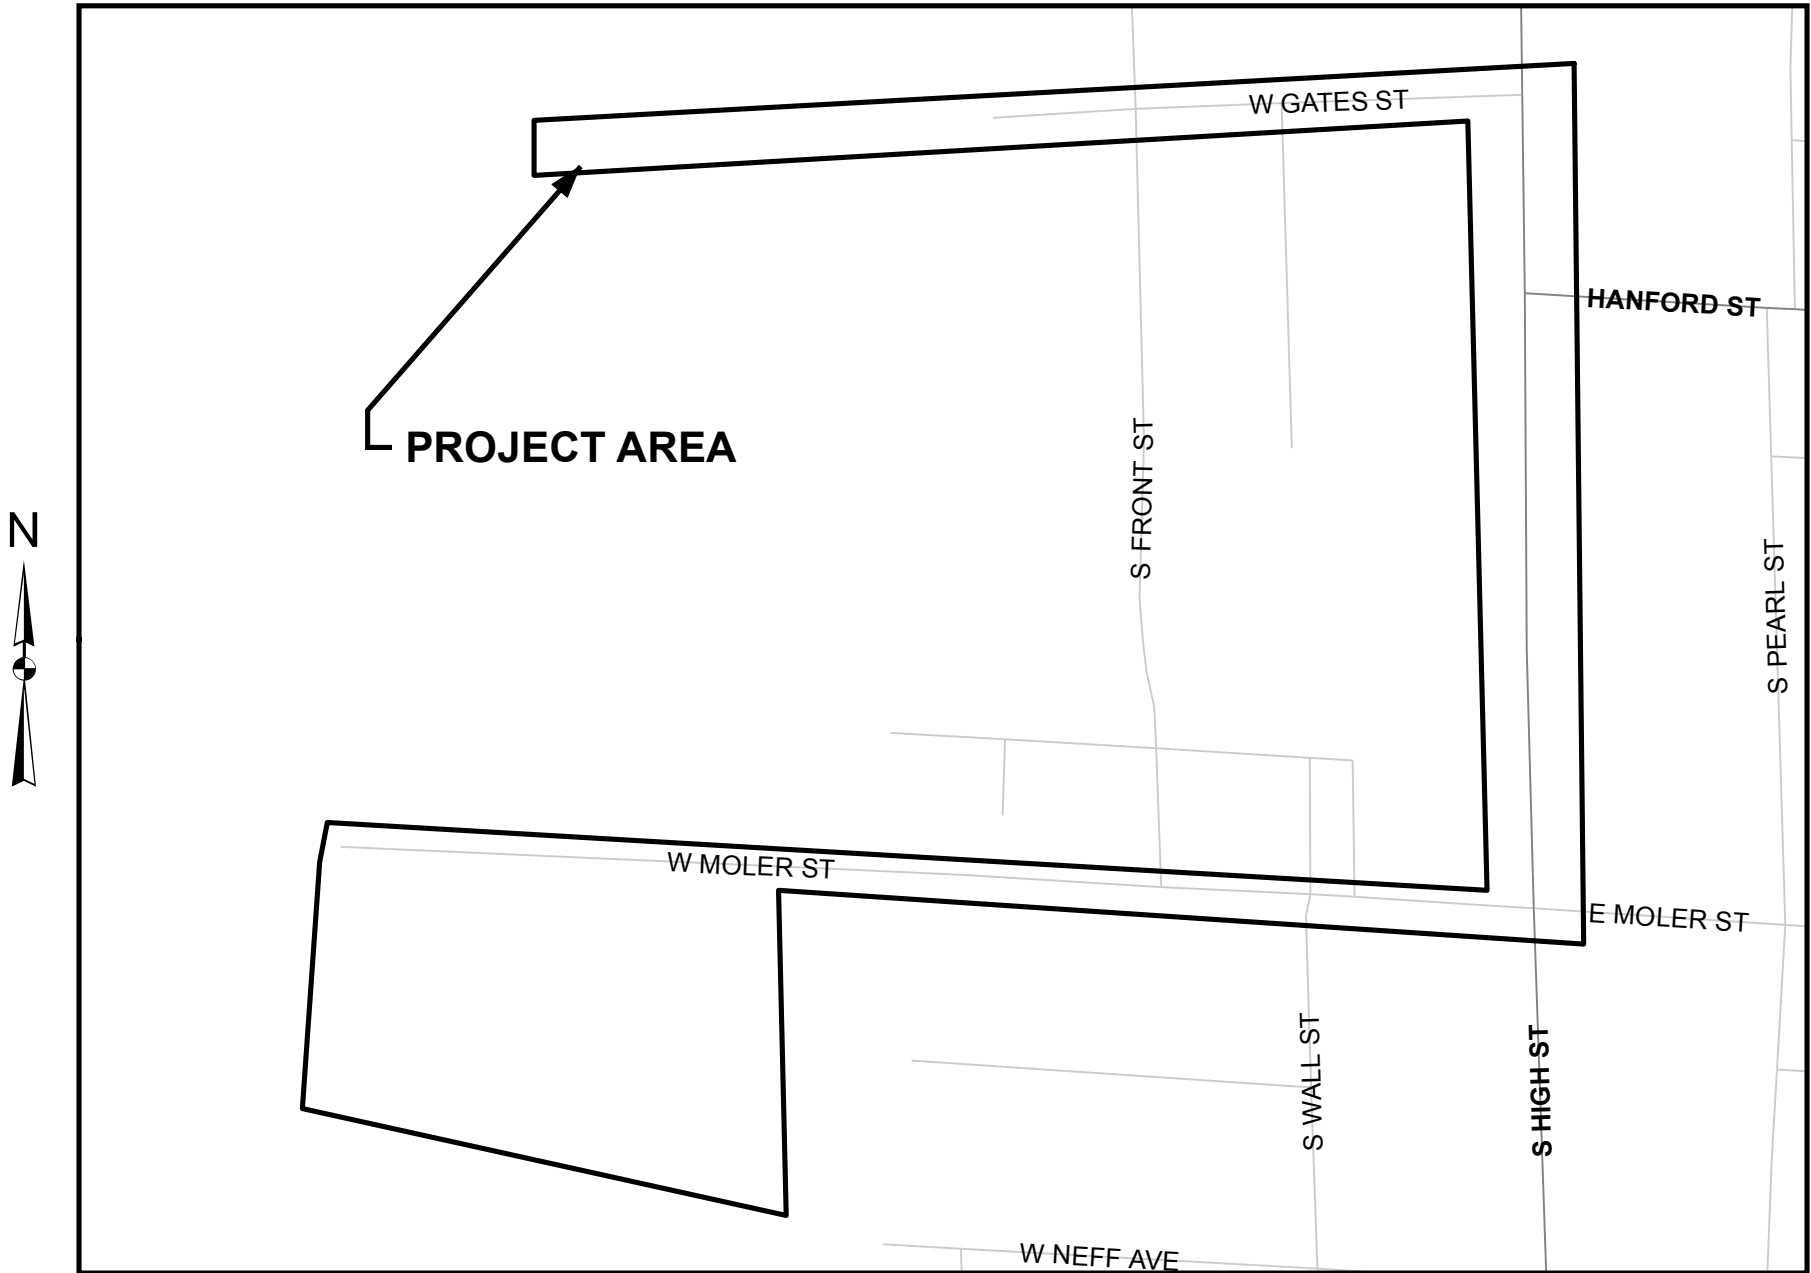 W GATES ST
HANFORD ST
PROJECT AREA
S FRONT ST
N
S PEARL ST
W MOLER ST
E MOLER ST
S WALL ST
S HIGH ST
W NEFF AVE